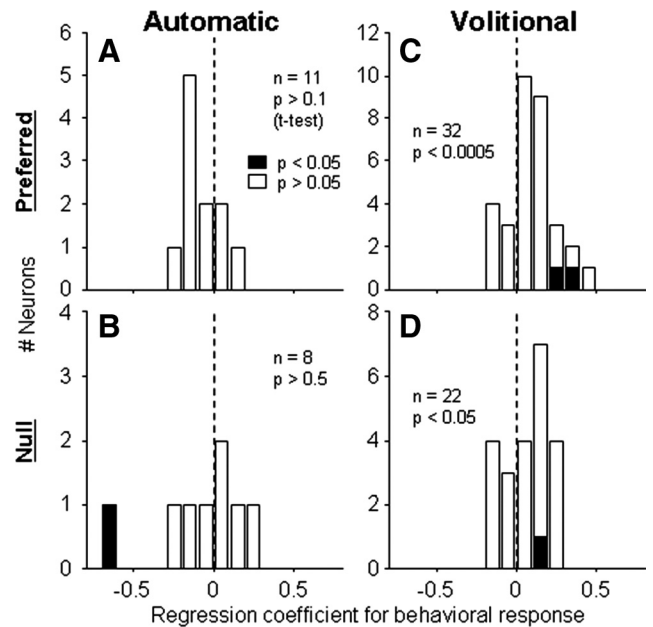 Automatic
Volitional
A
6
5
4
3
2
1
0
n = 11
p > 0.1
(t-test)
p < 0.05
p > 0.05
C
12
10
8
6
4
2
0
n = 32
p < 0.0005
Preferred
# Neurons
Null
B
4
3
2
1
0
n = 8
p > 0.5
D
8
6
4
2
0
n = 22
p < 0.05
-0.5 0 0.5
-0.5 0 0.5
Regression coefficient for behavioral response